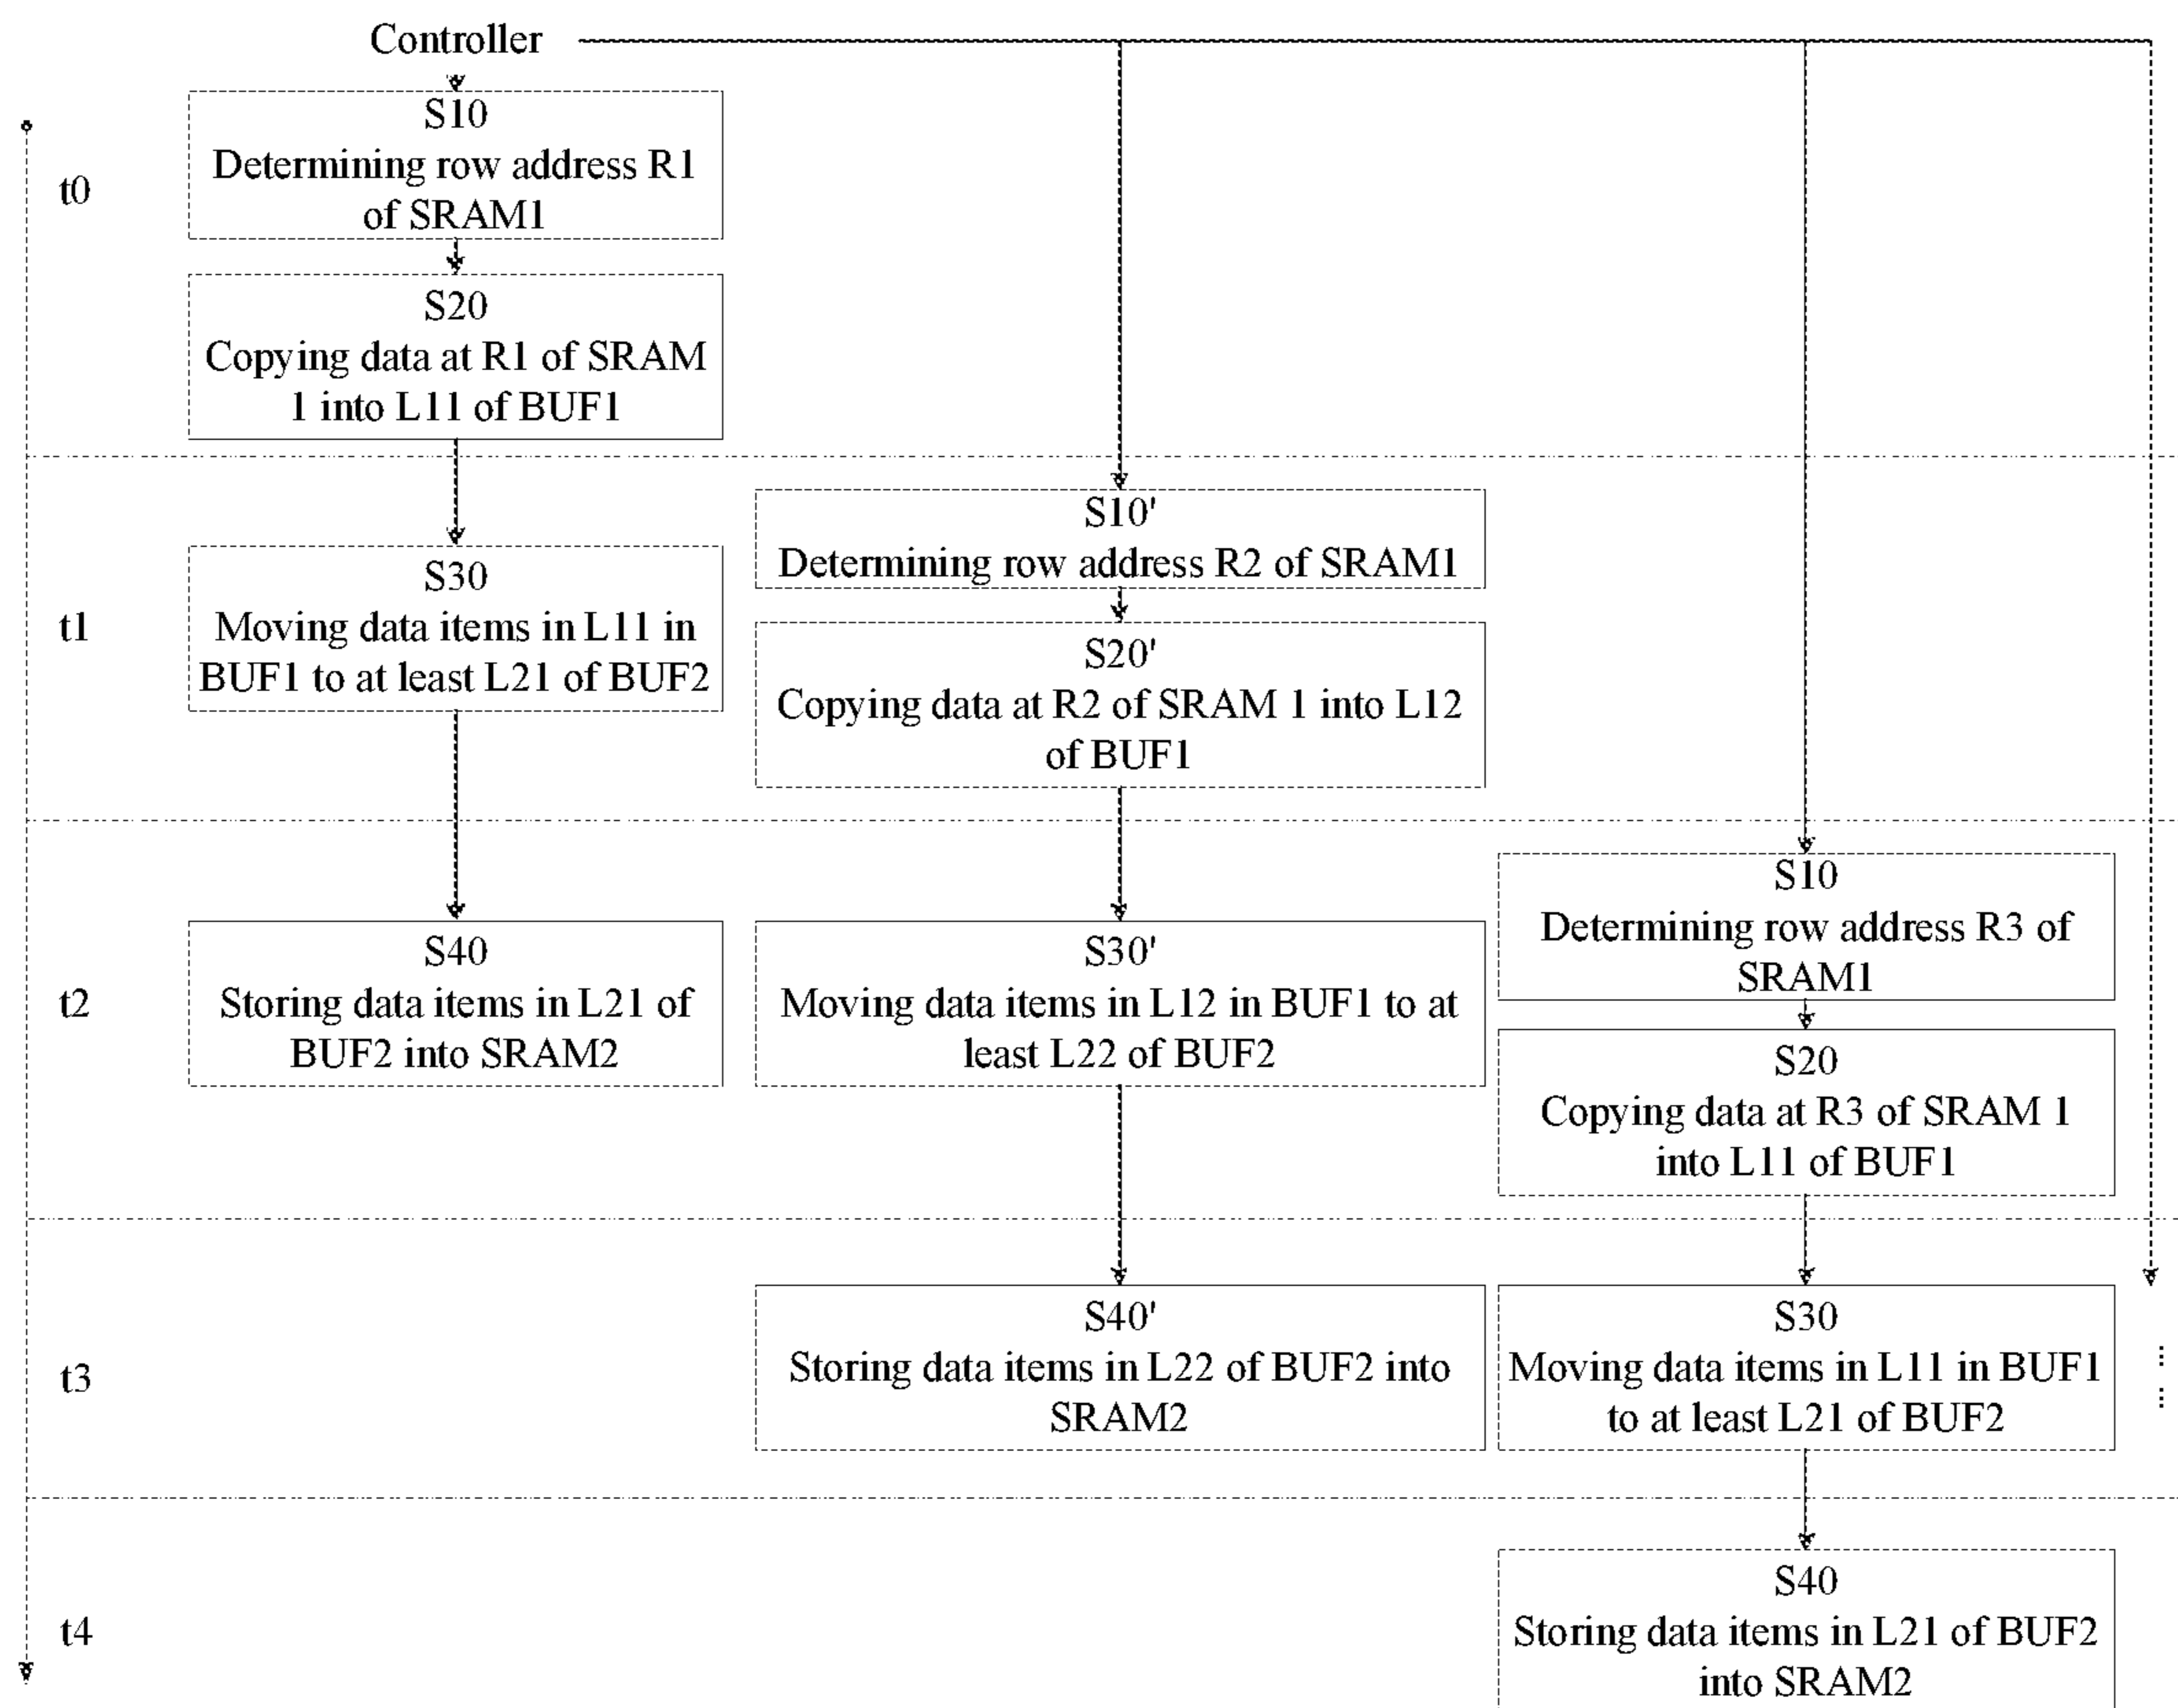 Controller
t0
S10
Determining row address R1
of SRAM1
S20
Copying data at R1 of SRAM
1 into L11 of BUF1
t1
S30
Moving data items in L11 in
BUF1 to at least L21 of BUF2
S10'
Determining row address R2 of SRAM1
S20'
Copying data at R2 of SRAM 1 into L12
of BUF1
t2
S40
Storing data items in L21 of
BUF2 into SRAM2
S30'
Moving data items in L12 in BUF1 to at
least L22 of BUF2
S10
Determining row address R3 of
SRAM1
S20
Copying data at R3 of SRAM 1
into L11 of BUF1
t3
S40'
Storing data items in L22 of BUF2 into
SRAM2
S30
Moving data items in L11 in BUF1
to at least L21 of BUF2
t4
S40
Storing data items in L21 of BUF2
into SRAM2